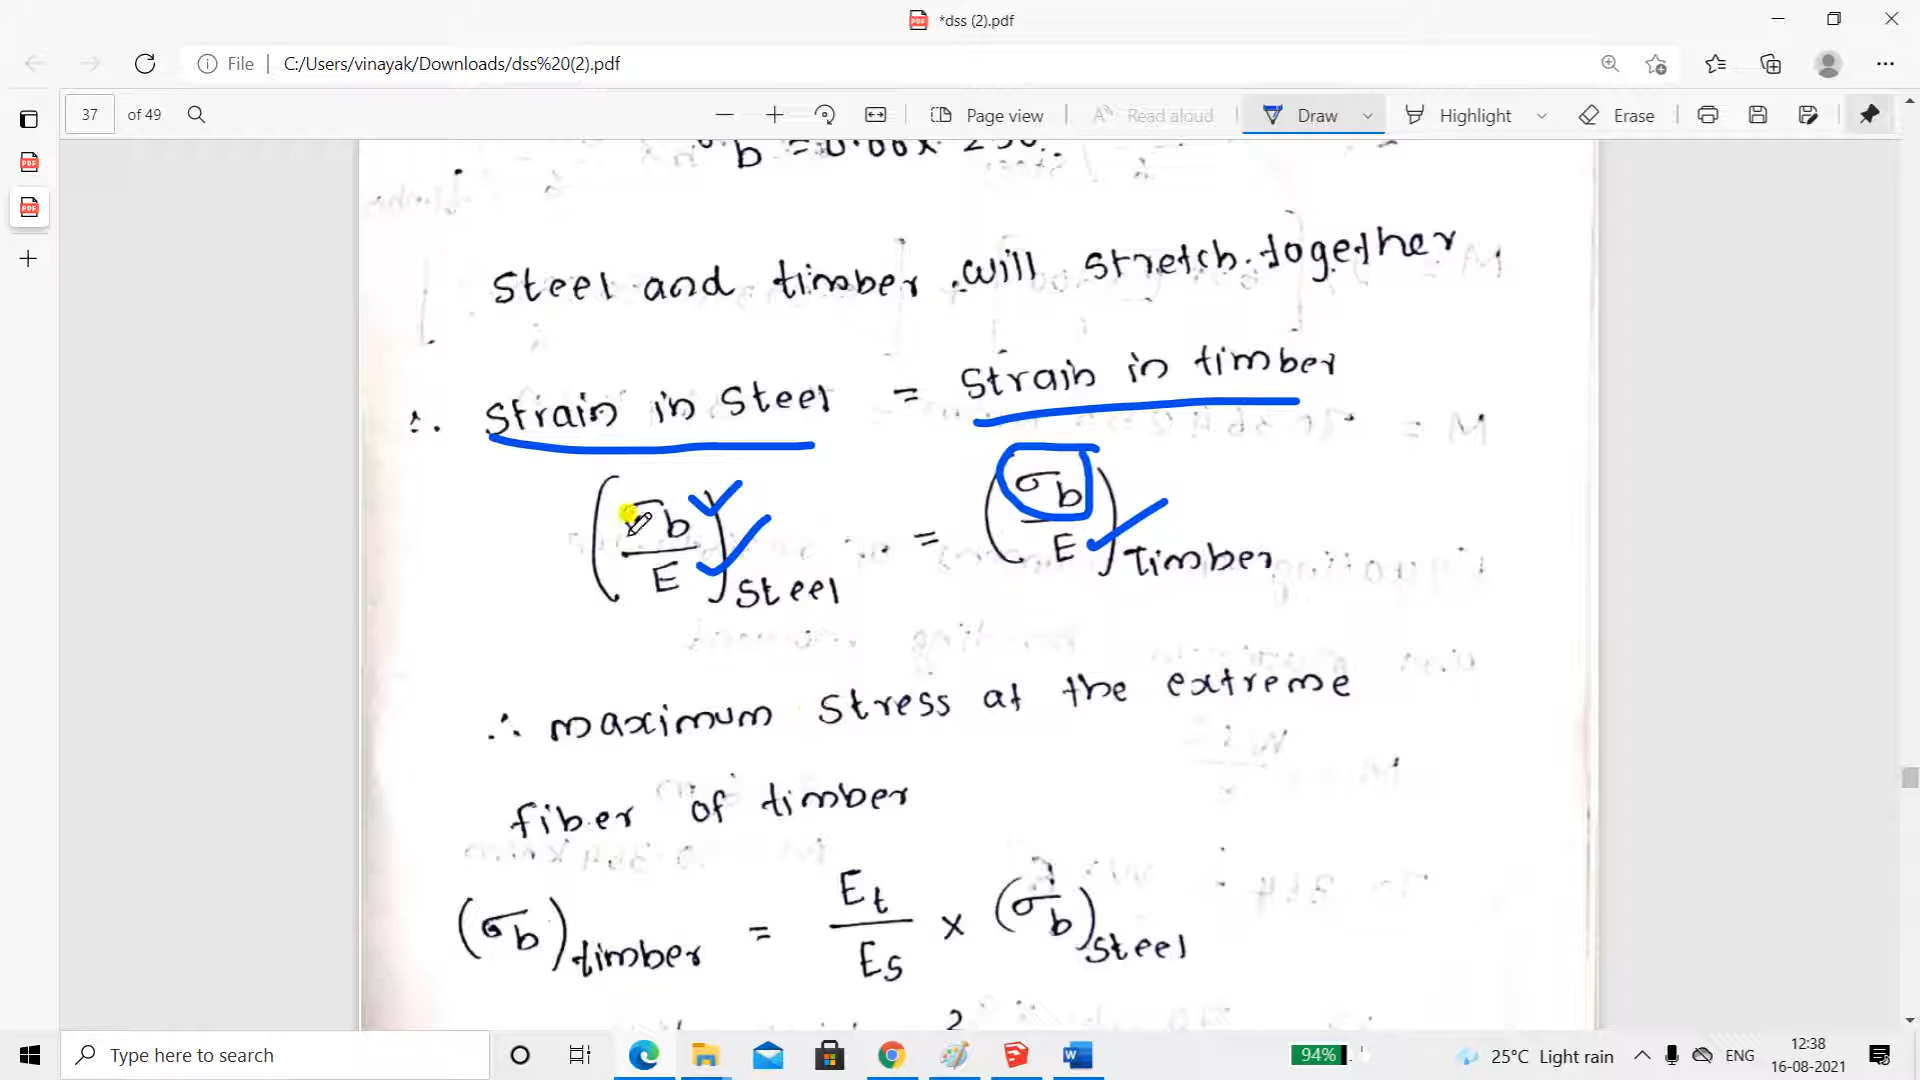 *dss (2).pdf
File | C:/Users/vinayak/Downloads/dss%20(2).pdf
37 of 49 Page view Read aloud Draw Highlight Erase
Steel and timber will stretch together
∴ Strain in Steel = Strain in timber
(σb/E)Steel = (σb/E)Timber
∴ maximum stress at the extreme
fiber of timber
(σb)timber = Et/Es × (σb)Steel
Type here to search
94%
25°C Light rain
ENG
12:38
16-08-2021